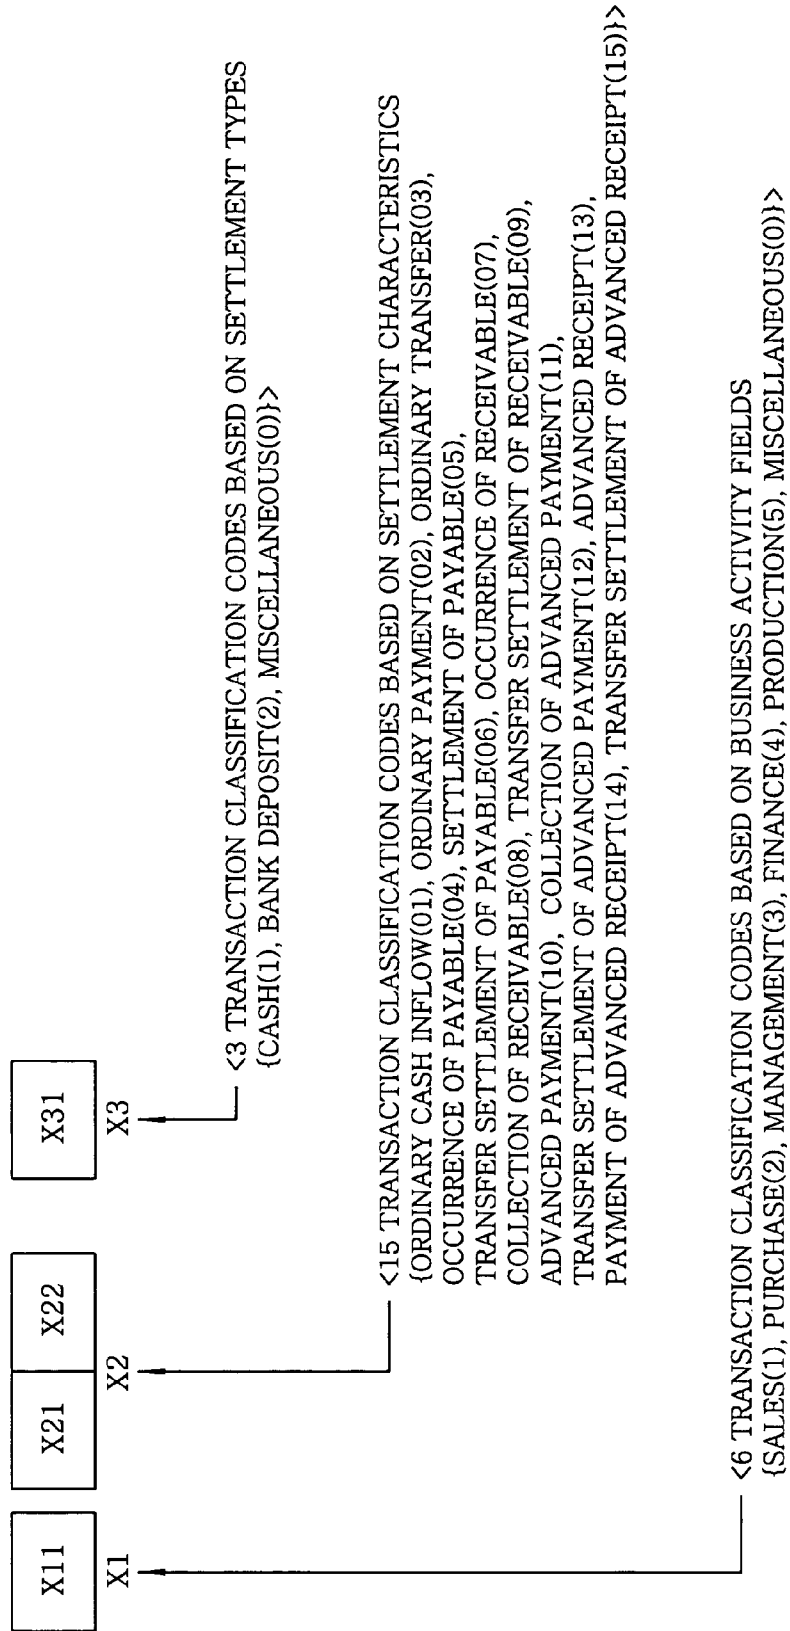 X11
X21
X22
X31
X1
X2
X3
<3 TRANSACTION CLASSIFICATION CODES BASED ON SETTLEMENT TYPES
{CASH(1), BANK DEPOSIT(2), MISCELLANEOUS(0)}>
<15 TRANSACTION CLASSIFICATION CODES BASED ON SETTLEMENT CHARACTERISTICS
{ORDINARY CASH INFLOW(01), ORDINARY PAYMENT(02), ORDINARY TRANSFER(03),
OCCURRENCE OF PAYABLE(04), SETTLEMENT OF PAYABLE(05),
TRANSFER SETTLEMENT OF PAYABLE(06), OCCURRENCE OF RECEIVABLE(07),
COLLECTION OF RECEIVABLE(08), TRANSFER SETTLEMENT OF RECEIVABLE(09),
ADVANCED PAYMENT(10), COLLECTION OF ADVANCED PAYMENT(11),
TRANSFER SETTLEMENT OF ADVANCED PAYMENT(12), ADVANCED RECEIPT(13),
PAYMENT OF ADVANCED RECEIPT(14), TRANSFER SETTLEMENT OF ADVANCED RECEIPT(15)}>
<6 TRANSACTION CLASSIFICATION CODES BASED ON BUSINESS ACTIVITY FIELDS
{SALES(1), PURCHASE(2), MANAGEMENT(3), FINANCE(4), PRODUCTION(5), MISCELLANEOUS(0)}>